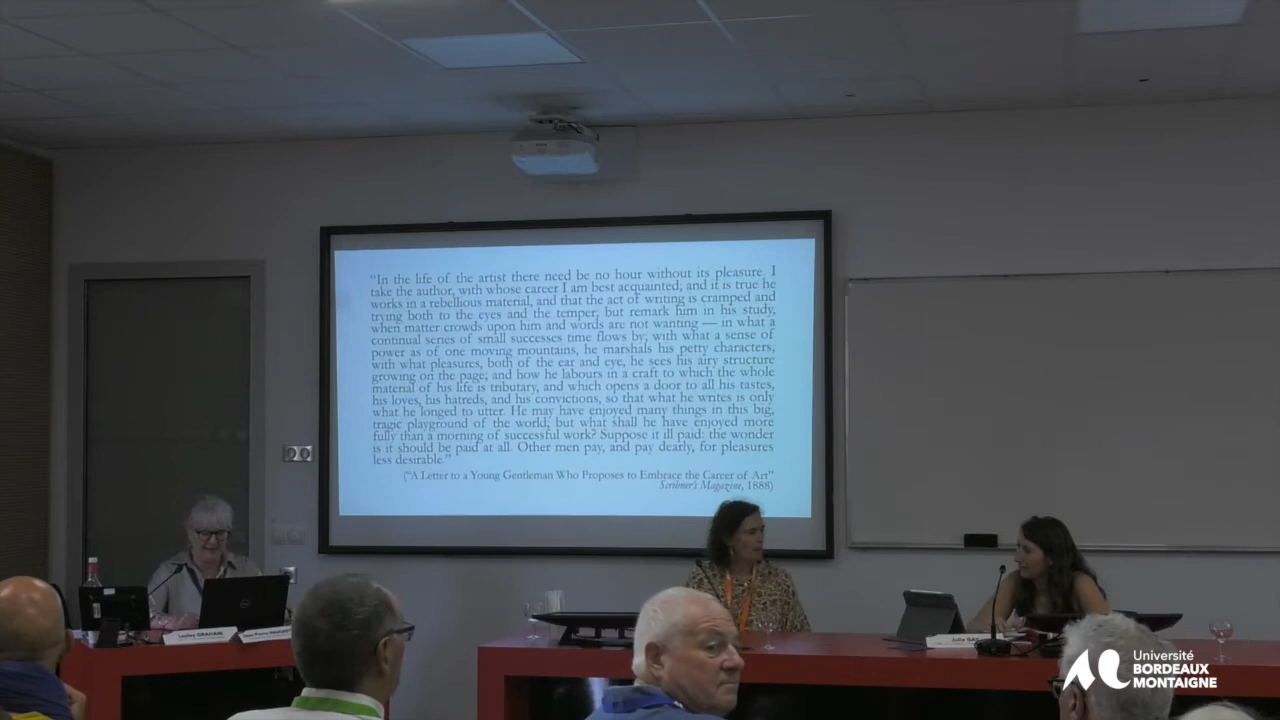 “In the life of the artist there need be no hour without its pleasure. I
take the author, with whose career I am best acquainted; and it is true he
works in a rebellious material, and that the act of writing is cramped and
trying both to the eyes and the temper; but remark him in his study,
when matter crowds upon him and words are not wanting — in what a
continual series of small successes time flows by; with what a sense of
power as of one moving mountains, he marshals his petty characters;
with what pleasures, both of the ear and eye, he sees his airy structure
growing on the page; and how he labours in a craft to which the whole
material of his life is tributary, and which opens a door to all his tastes,
his loves, his hatreds, and his convictions, so that what he writes is only
what he longed to utter. He may have enjoyed many things in this big,
tragic playground of the world; but what shall he have enjoyed more
fully than a morning of successful work? Suppose it ill paid: the wonder
is it should be paid at all. Other men pay, and pay dearly, for pleasures
less desirable.”
(“A Letter to a Young Gentleman Who Proposes to Embrace the Career of Art”
Scribner's Magazine, 1888)
Lesley GRAHAM
DELL
Julie
Université
BORDEAUX
MONTAIGNE